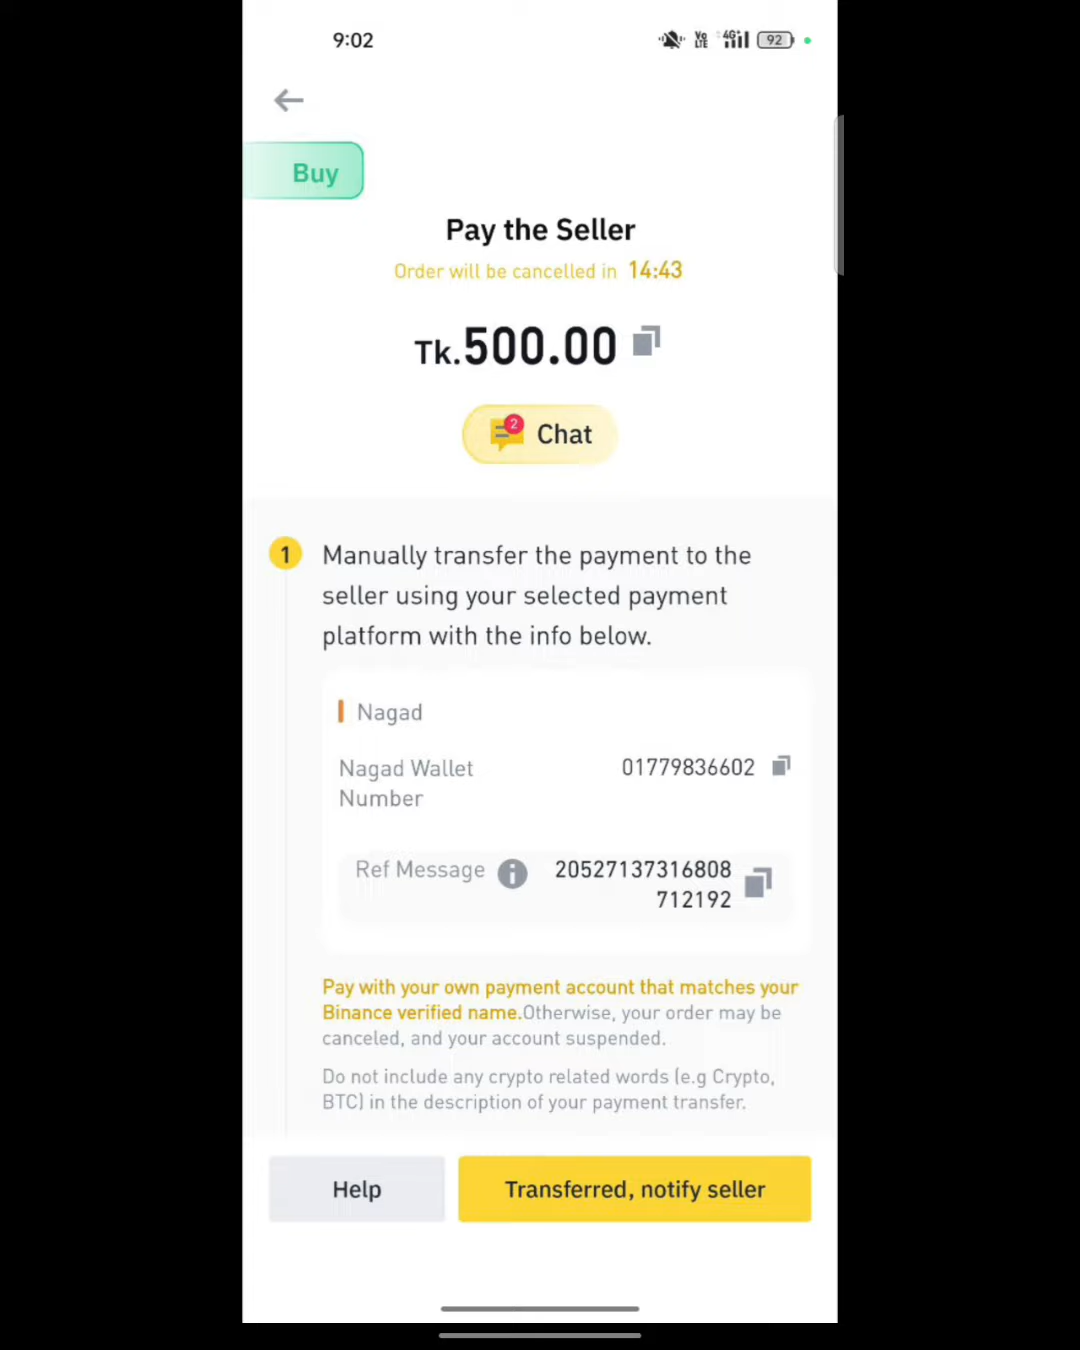 9:02
Vo
LTE
4G+
92
Buy
Pay the Seller
Order will be cancelled in 14:43
Tk.500.00
2
Chat
1
Manually transfer the payment to the
seller using your selected payment
platform with the info below.
Nagad
Nagad Wallet 01779836602
Number
Ref Message 20527137316808
712192
Pay with your own payment account that matches your
Binance verified name.Otherwise, your order may be
canceled, and your account suspended.
Do not include any crypto related words (e.g Crypto,
BTC) in the description of your payment transfer.
Help
Transferred, notify seller